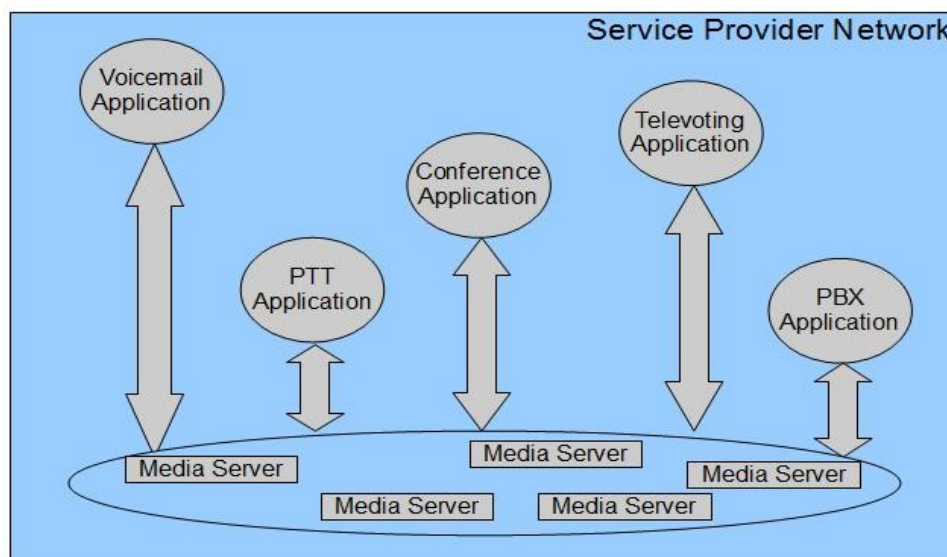 Service Provider Network
Voicemail
Application
Televoting
Application
Conference
Application
PTT
Application
PBX
Application
Media Server
Media Server
Media Server
Media Server
Media Server